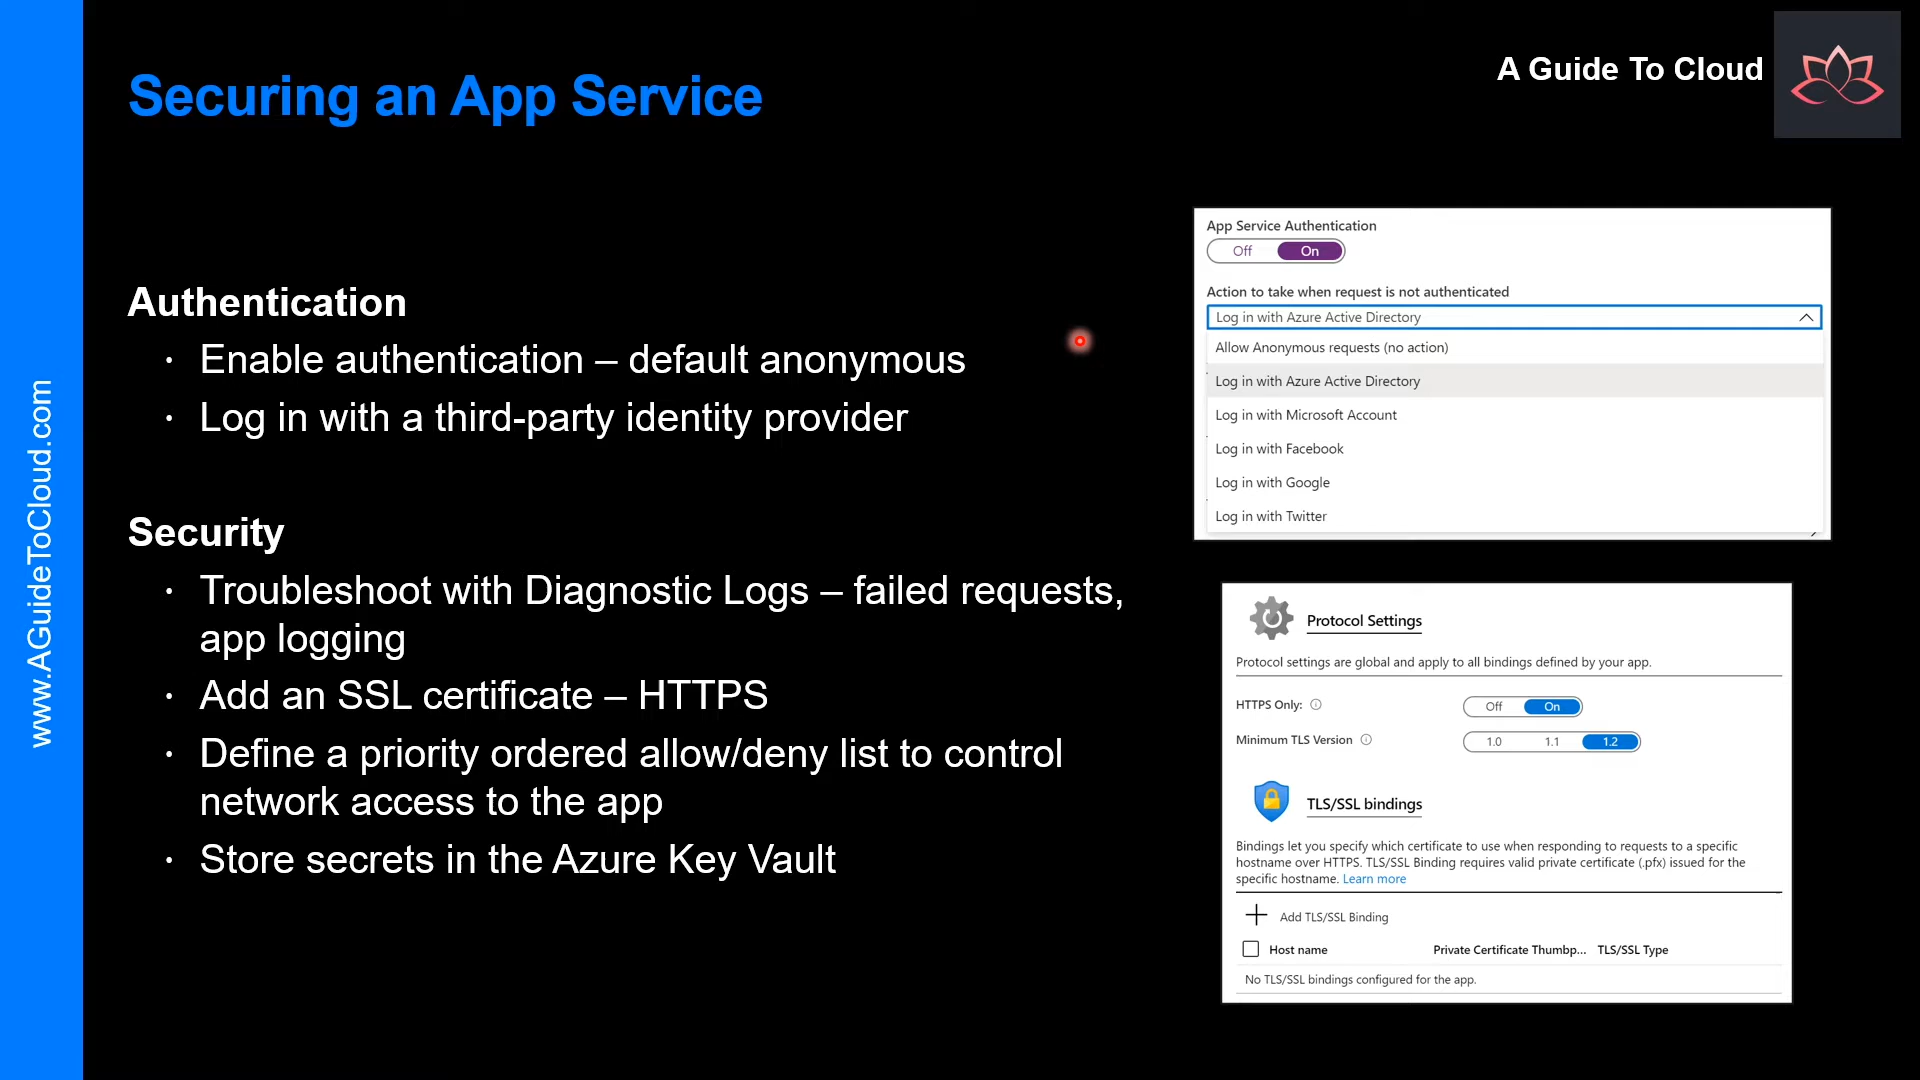 Securing an App Service
A Guide To Cloud
www.AGuideToCloud.com
Authentication
· Enable authentication – default anonymous
· Log in with a third-party identity provider
Security
· Troubleshoot with Diagnostic Logs – failed requests,
app logging
· Add an SSL certificate – HTTPS
· Define a priority ordered allow/deny list to control
network access to the app
· Store secrets in the Azure Key Vault
App Service Authentication
Off On
Action to take when request is not authenticated
Log in with Azure Active Directory
Allow Anonymous requests (no action)
Log in with Azure Active Directory
Log in with Microsoft Account
Log in with Facebook
Log in with Google
Log in with Twitter
Protocol Settings
Protocol settings are global and apply to all bindings defined by your app.
HTTPS Only: Off On
Minimum TLS Version 1.0 1.1 1.2
TLS/SSL bindings
Bindings let you specify which certificate to use when responding to requests to a specific
hostname over HTTPS. TLS/SSL Binding requires valid private certificate (.pfx) issued for the
specific hostname. Learn more
Add TLS/SSL Binding
Host name Private Certificate Thumbp... TLS/SSL Type
No TLS/SSL bindings configured for the app.